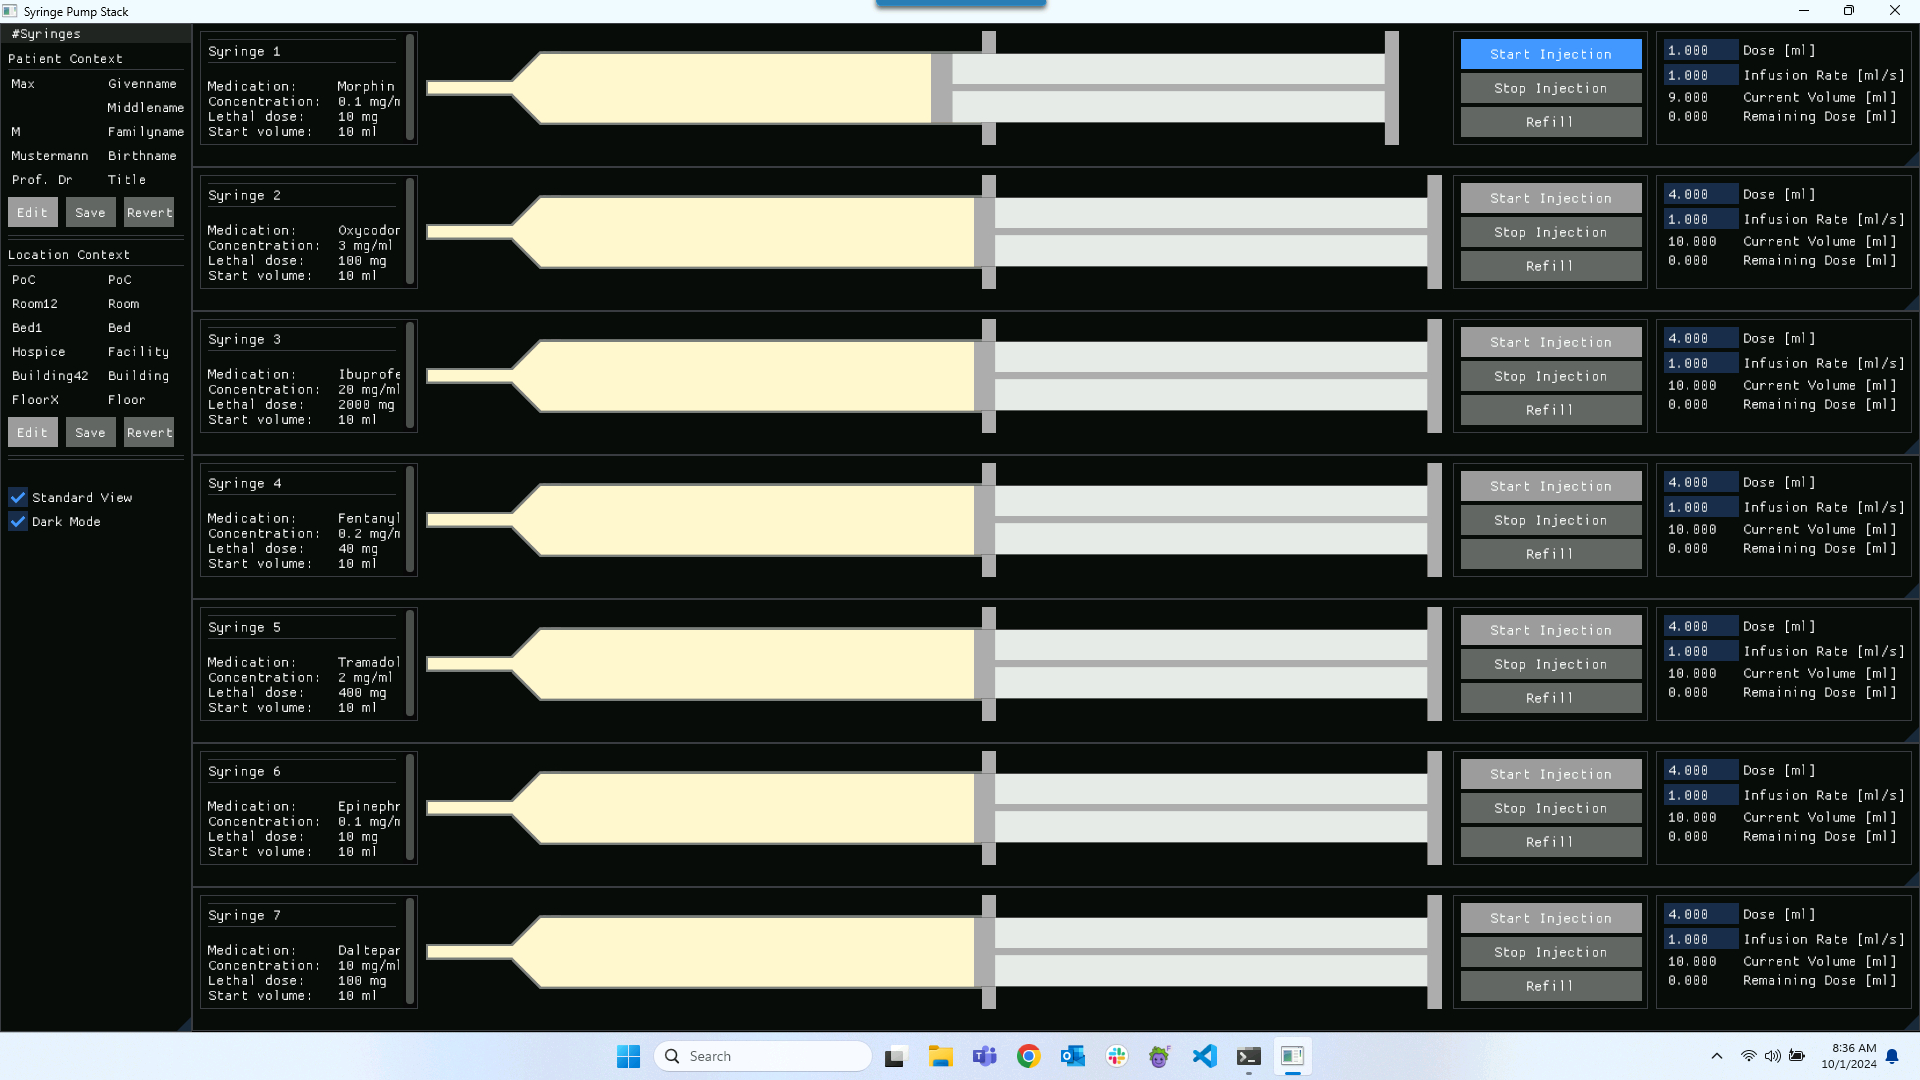 Syringe Pump Stack
#Syringes
Patient Context
Max Givenname
Middlename
M Familyname
Mustermann Birthname
Prof. Dr Title
Edit Save Revert
Location Context
PoC PoC
Room12 Room
Bed1 Bed
Hospice Facility
Building42 Building
FloorX Floor
Edit Save Revert
Standard View
Dark Mode
Syringe 1
Medication: Morphin
Concentration: 0.1 mg/m
Lethal dose: 10 mg
Start volume: 10 ml
Start Injection
Stop Injection
Refill
1.000 Dose [ml]
1.000 Infusion Rate [ml/s]
9.000 Current Volume [ml]
0.000 Remaining Dose [ml]
Syringe 2
Medication: Oxycodor
Concentration: 3 mg/ml
Lethal dose: 100 mg
Start volume: 10 ml
Start Injection
Stop Injection
Refill
4.000 Dose [ml]
1.000 Infusion Rate [ml/s]
10.000 Current Volume [ml]
0.000 Remaining Dose [ml]
Syringe 3
Medication: Ibuprofe
Concentration: 20 mg/ml
Lethal dose: 2000 mg
Start volume: 10 ml
Start Injection
Stop Injection
Refill
4.000 Dose [ml]
1.000 Infusion Rate [ml/s]
10.000 Current Volume [ml]
0.000 Remaining Dose [ml]
Syringe 4
Medication: Fentanyl
Concentration: 0.2 mg/m
Lethal dose: 40 mg
Start volume: 10 ml
Start Injection
Stop Injection
Refill
4.000 Dose [ml]
1.000 Infusion Rate [ml/s]
10.000 Current Volume [ml]
0.000 Remaining Dose [ml]
Syringe 5
Medication: Tramadol
Concentration: 2 mg/ml
Lethal dose: 400 mg
Start volume: 10 ml
Start Injection
Stop Injection
Refill
4.000 Dose [ml]
1.000 Infusion Rate [ml/s]
10.000 Current Volume [ml]
0.000 Remaining Dose [ml]
Syringe 6
Medication: Epinephr
Concentration: 0.1 mg/m
Lethal dose: 10 mg
Start volume: 10 ml
Start Injection
Stop Injection
Refill
4.000 Dose [ml]
1.000 Infusion Rate [ml/s]
10.000 Current Volume [ml]
0.000 Remaining Dose [ml]
Syringe 7
Medication: Daltepar
Concentration: 10 mg/ml
Lethal dose: 100 mg
Start volume: 10 ml
Start Injection
Stop Injection
Refill
4.000 Dose [ml]
1.000 Infusion Rate [ml/s]
10.000 Current Volume [ml]
0.000 Remaining Dose [ml]
Search
8:36 AM
10/1/2024